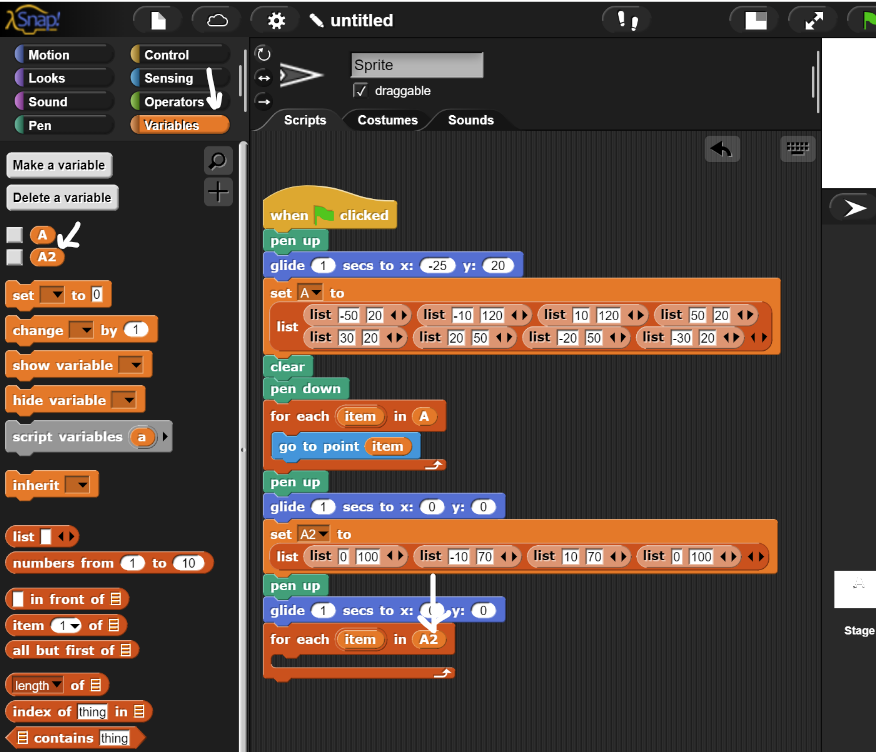 Snap!
untitled
Motion Control
Looks Sensing
Sound Operators
Pen Variables
Make a variable
Delete a variable
A
A2
set to 0
change by 1
show variable
hide variable
script variables a
inherit
list
numbers from 1 to 10
in front of
item 1 of
all but first of
length of
index of thing in
contains thing
Sprite
draggable
Scripts Costumes Sounds
when clicked
pen up
glide 1 secs to x: -25 y: 20
set A to
list list -50 20 list -10 120 list 10 120 list 50 20
list 30 20 list 20 50 list -20 50 list -30 20
clear
pen down
for each item in A
go to point item
pen up
glide 1 secs to x: 0 y: 0
set A2 to
list list 0 100 list -10 70 list 10 70 list 0 100
pen up
glide 1 secs to x: y: 0
for each item in A2
Stage